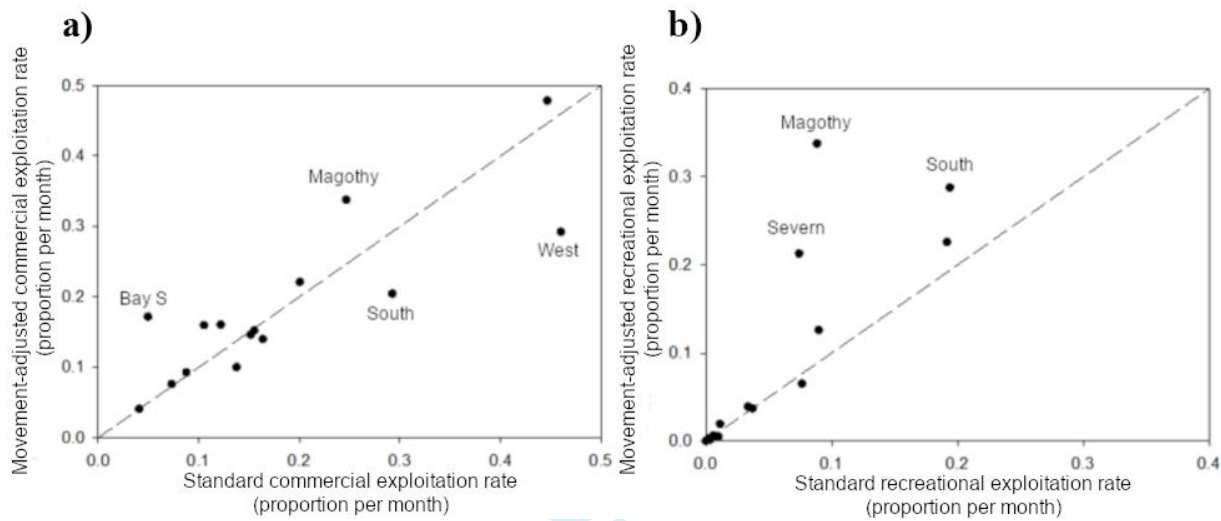 a)
Movement-adjusted commercial exploitation rate
(proportion per month)
0.5
0.4
0.3
0.2
0.1
0.0
Magothy
West
Bay S
South
0.0 0.1 0.2 0.3 0.4 0.5
Standard commercial exploitation rate
(proportion per month)
b)
Movement-adjusted recreational exploitation rate
(proportion per month)
0.4
0.3
0.2
0.1
0.0
Magothy
South
Severn
0.0 0.1 0.2 0.3 0.4
Standard recreational exploitation rate
(proportion per month)